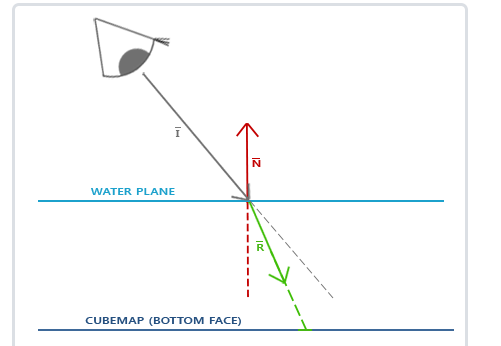 Ī
N̄
WATER PLANE
R̄
CUBEMAP (BOTTOM FACE)